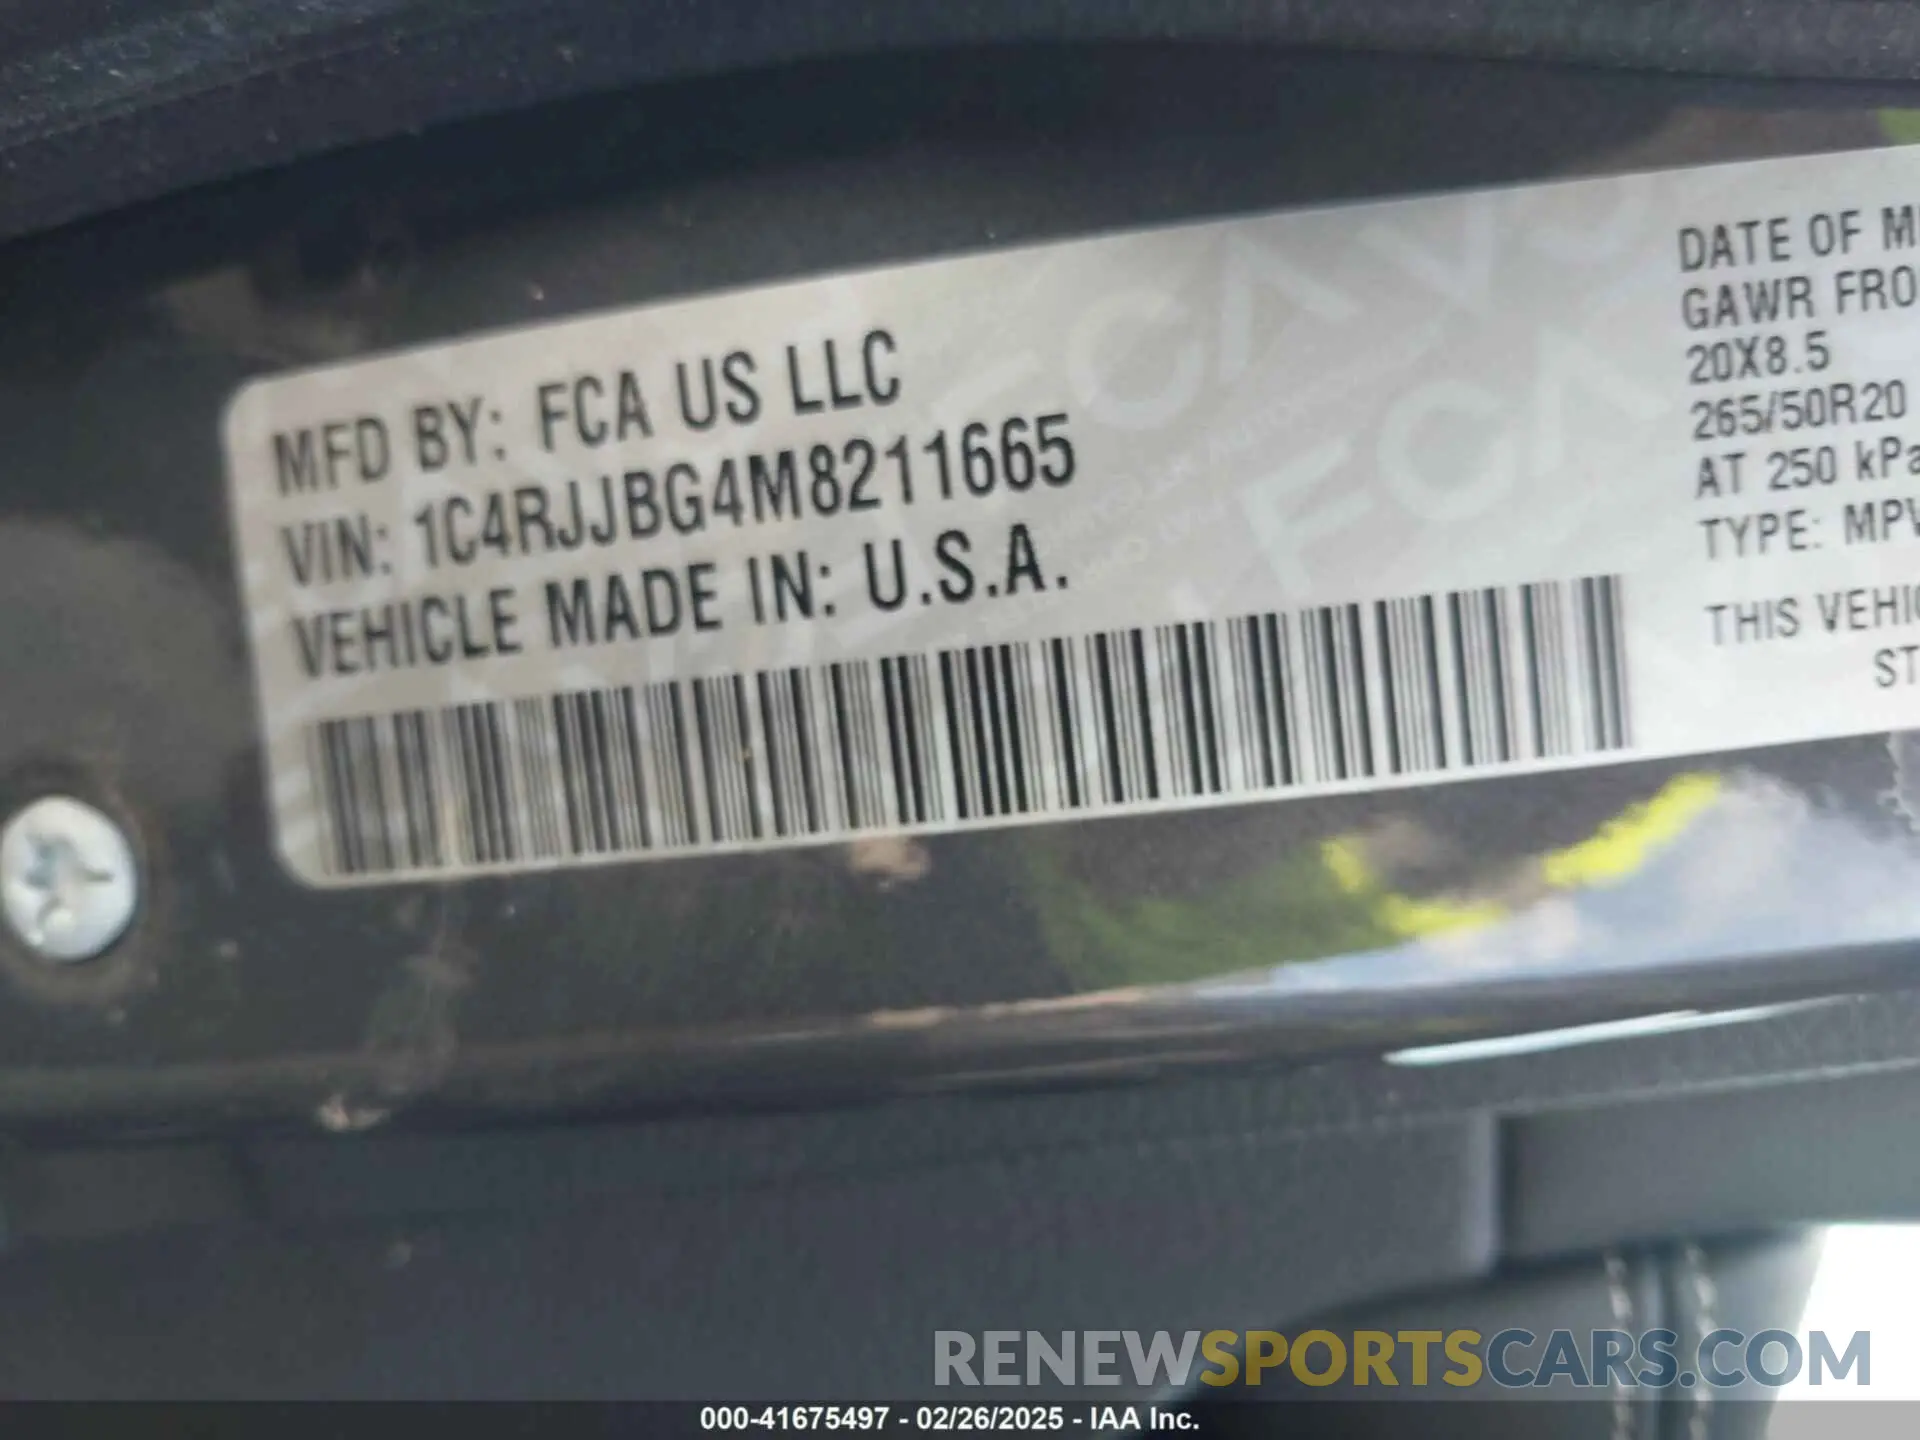 MFD BY: FCA US LLC
VIN: 1C4RJJBG4M8211665
VEHICLE MADE IN: U.S.A.
DATE OF M
GAWR FRO
20X8.5
265/50R20
AT 250 kPa
TYPE: MPV
THIS VEHIC
ST
RENEWSPORTSCARS.COM
000-41675497 - 02/26/2025 - IAA Inc.